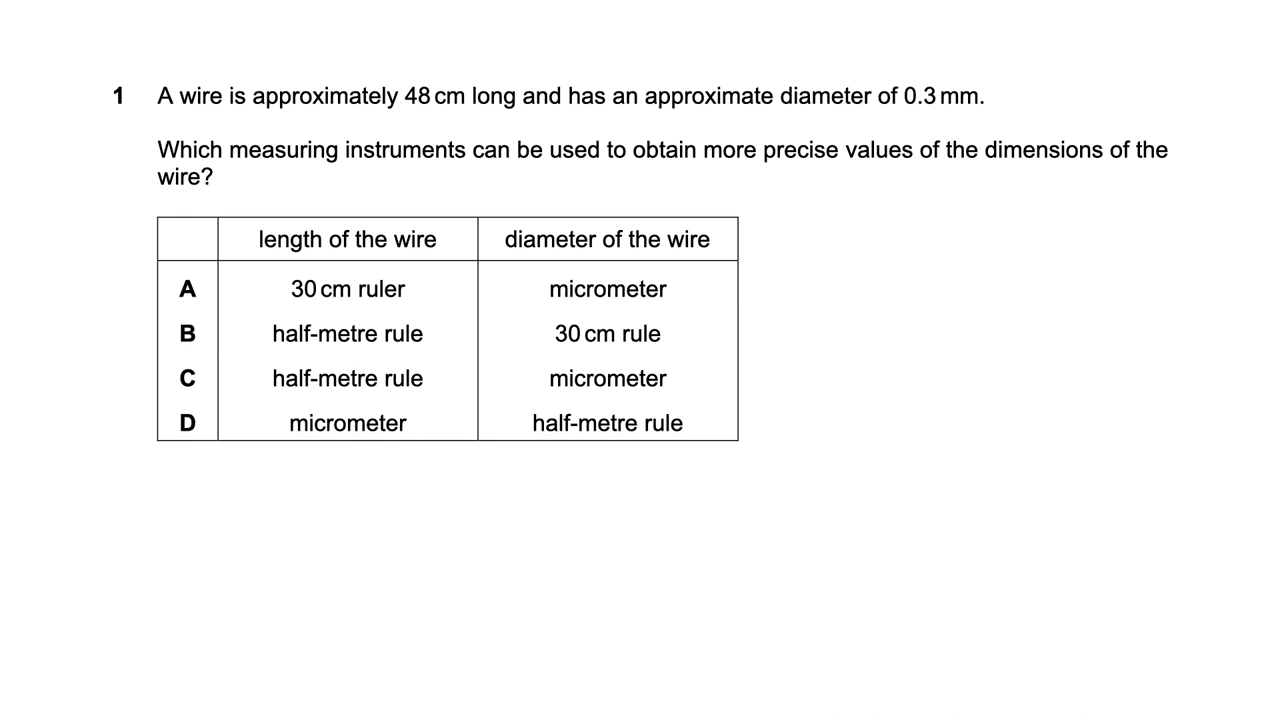 1 A wire is approximately 48 cm long and has an approximate diameter of 0.3 mm.
Which measuring instruments can be used to obtain more precise values of the dimensions of the
wire?
length of the wire diameter of the wire
A 30 cm ruler micrometer
B half-metre rule 30 cm rule
C half-metre rule micrometer
D micrometer half-metre rule